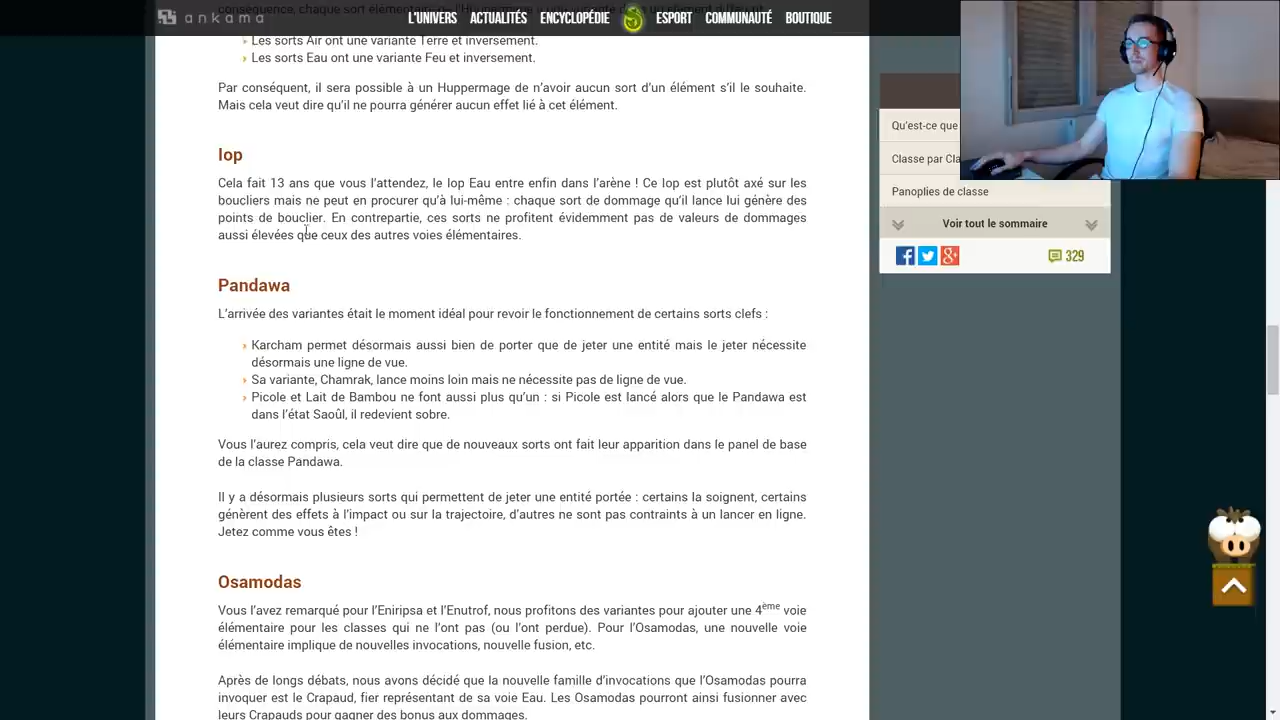 conséquence, chaque sort élémentaire de l'Huppermage
ankama
L'UNIVERS ACTUALITÉS ENCYCLOPÉDIE ESPORT COMMUNAUTÉ BOUTIQUE
Les sorts Air ont une variante Terre et inversement.
Les sorts Eau ont une variante Feu et inversement.
Par conséquent, il sera possible à un Huppermage de n'avoir aucun sort d'un élément s'il le souhaite.
Mais cela veut dire qu'il ne pourra générer aucun effet lié à cet élément.
Iop
Cela fait 13 ans que vous l'attendez, le Iop Eau entre enfin dans l'arène ! Ce Iop est plutôt axé sur les
boucliers mais ne peut en procurer qu'à lui-même : chaque sort de dommage qu'il lance lui génère des
points de bouclier. En contrepartie, ces sorts ne profitent évidemment pas de valeurs de dommages
aussi élevées que ceux des autres voies élémentaires.
Pandawa
L'arrivée des variantes était le moment idéal pour revoir le fonctionnement de certains sorts clefs :
Karcham permet désormais aussi bien de porter que de jeter une entité mais le jeter nécessite
désormais une ligne de vue.
Sa variante, Chamrak, lance moins loin mais ne nécessite pas de ligne de vue.
Picole et Lait de Bambou ne font aussi plus qu'un : si Picole est lancé alors que le Pandawa est
dans l'état Saoûl, il redevient sobre.
Vous l'aurez compris, cela veut dire que de nouveaux sorts ont fait leur apparition dans le panel de base
de la classe Pandawa.
Il y a désormais plusieurs sorts qui permettent de jeter une entité portée : certains la soignent, certains
génèrent des effets à l'impact ou sur la trajectoire, d'autres ne sont pas contraints à un lancer en ligne.
Jetez comme vous êtes !
Osamodas
Vous l'avez remarqué pour l'Eniripsa et l'Enutrof, nous profitons des variantes pour ajouter une 4ème voie
élémentaire pour les classes qui ne l'ont pas (ou l'ont perdue). Pour l'Osamodas, une nouvelle voie
élémentaire implique de nouvelles invocations, nouvelle fusion, etc.
Après de longs débats, nous avons décidé que la nouvelle famille d'invocations que l'Osamodas pourra
invoquer est le Crapaud, fier représentant de sa voie Eau. Les Osamodas pourront ainsi fusionner avec
leurs Crapauds pour gagner des bonus aux dommages.
Qu'est-ce que
Classe par Cla
Panoplies de classe
Voir tout le sommaire
329